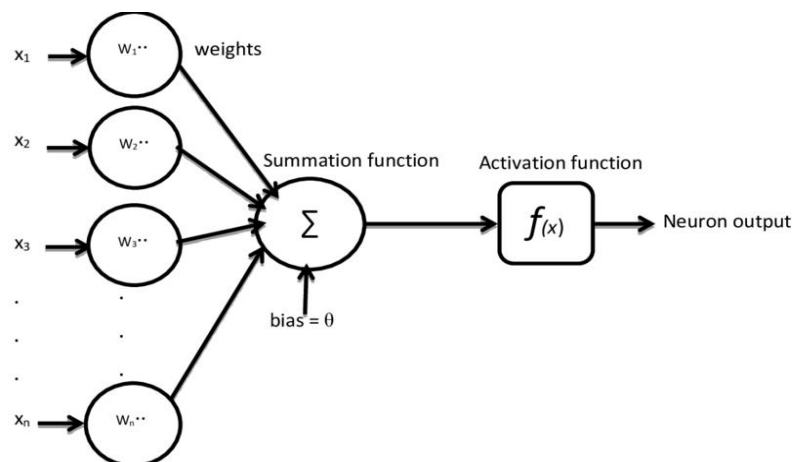 x₁
W₁..
weights
x₂
W₂..
Summation function
Activation function
x₃
W₃..
Σ
f(x)
Neuron output
bias = θ
. .
. .
. .
xₙ
Wₙ..